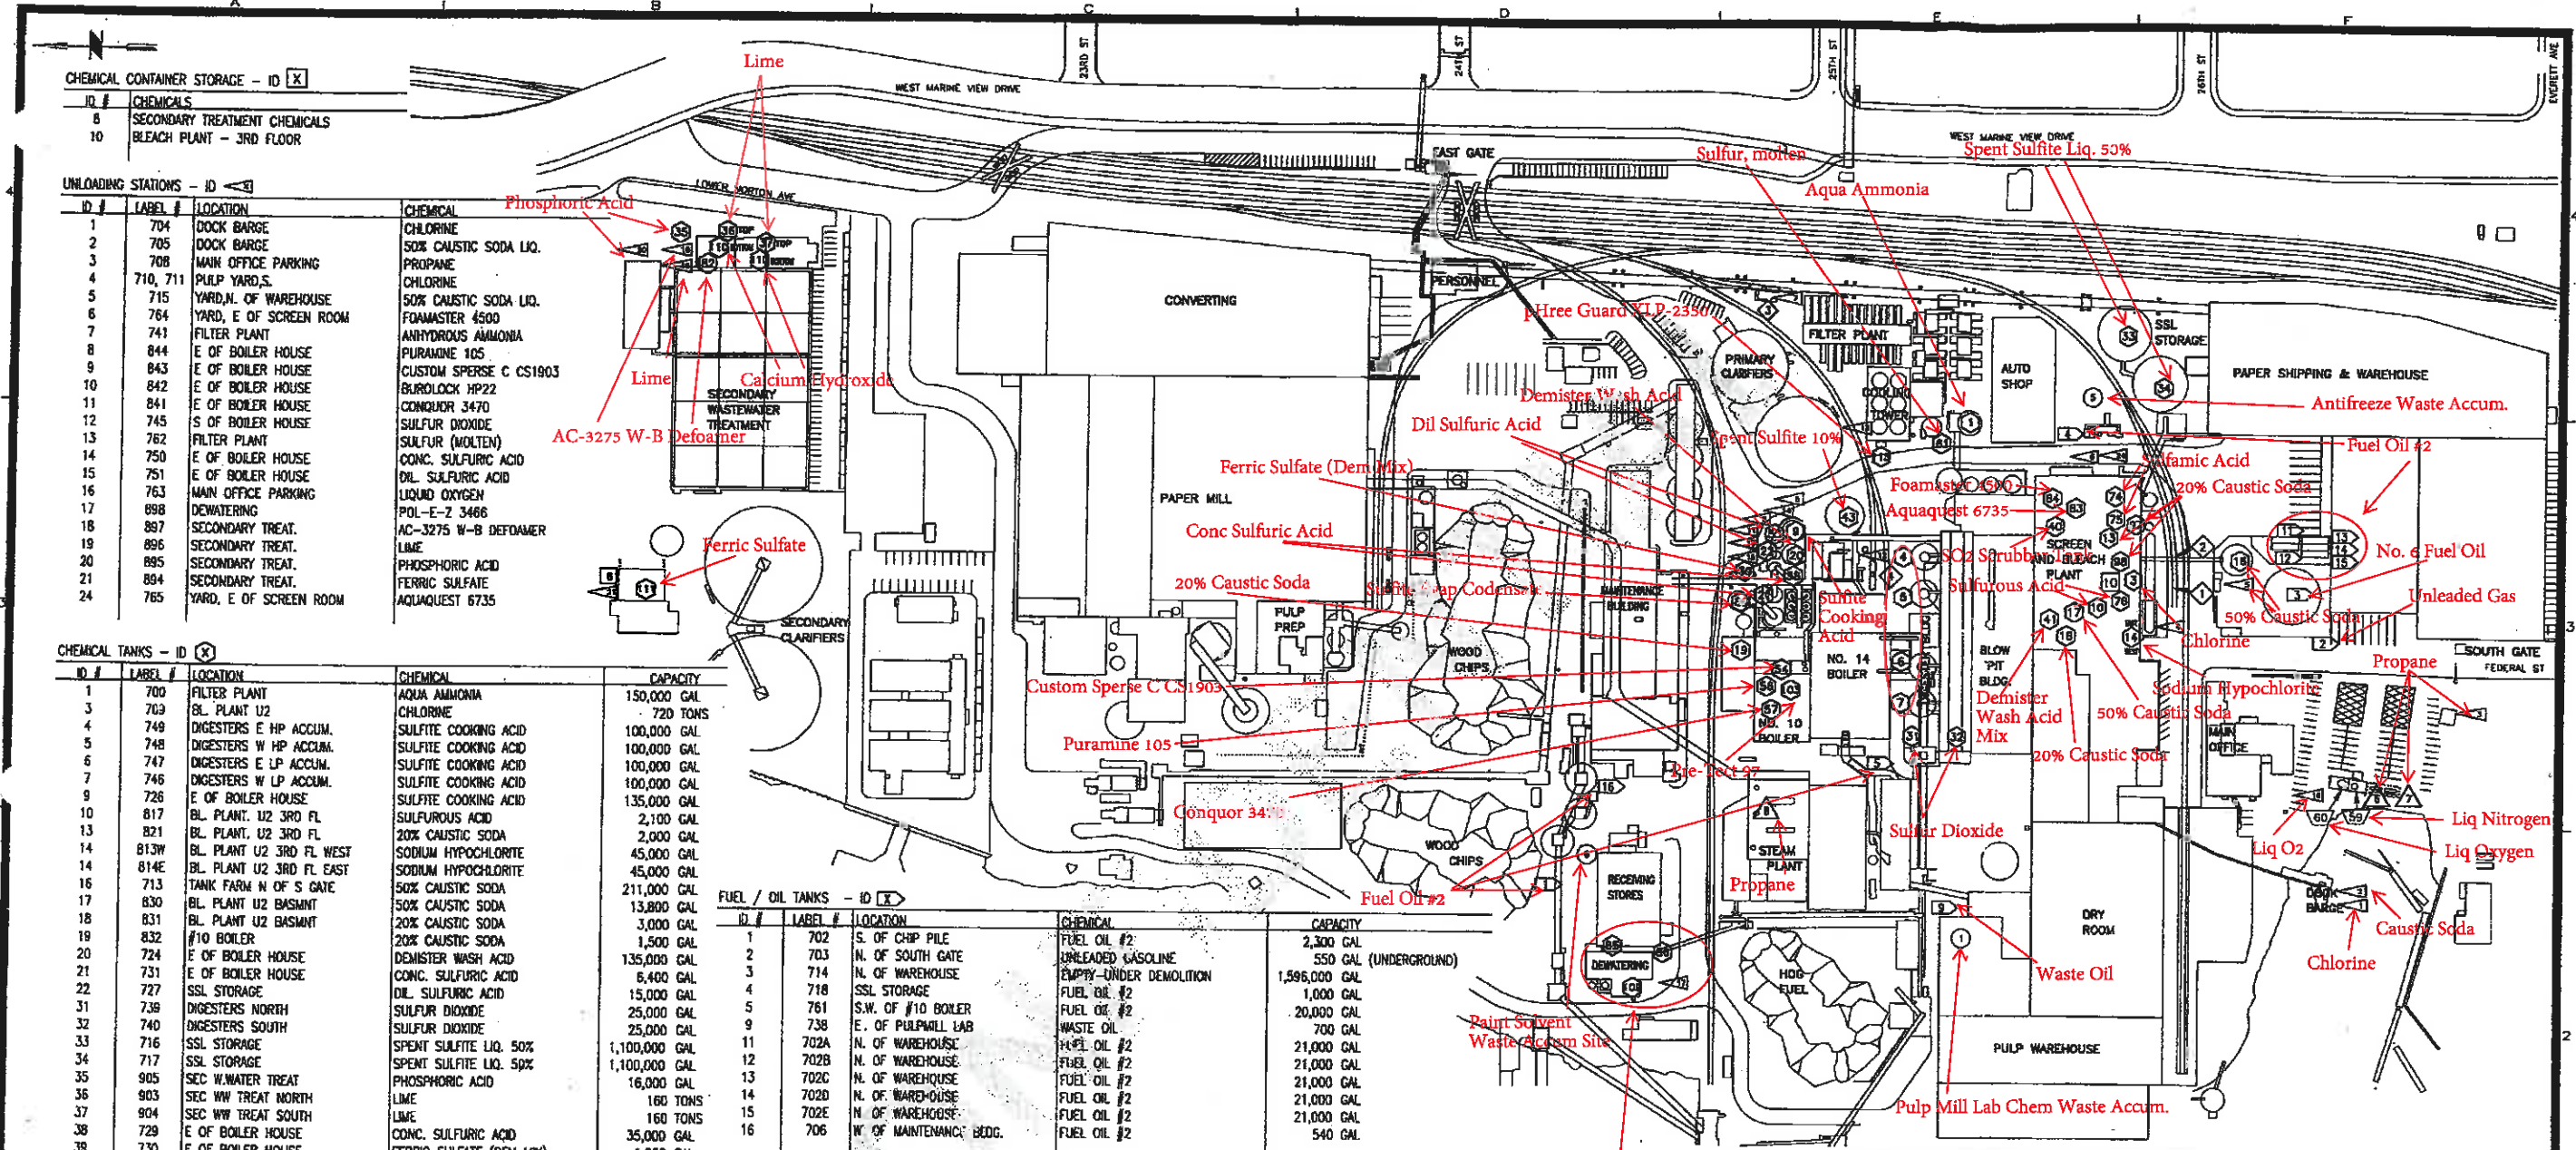 A B C D E F
N
CHEMICAL CONTAINER STORAGE - ID X
ID # CHEMICALS
8 SECONDARY TREATMENT CHEMICALS
10 BLEACH PLANT - 3RD FLOOR
UNLOADING STATIONS - ID
ID # LABEL # LOCATION CHEMICAL
1 704 DOCK BARGE CHLORINE
2 705 DOCK BARGE 50% CAUSTIC SODA LIQ.
3 708 MAIN OFFICE PARKING PROPANE
4 710, 711 PULP YARD,S. CHLORINE
5 715 YARD,N. OF WAREHOUSE 50% CAUSTIC SODA LIQ.
6 764 YARD, E OF SCREEN ROOM FOAMASTER 4500
7 741 FILTER PLANT ANHYDROUS AMMONIA
8 844 E OF BOILER HOUSE PURAMINE 105
9 843 E OF BOILER HOUSE CUSTOM SPERSE C CS1903
10 842 E OF BOILER HOUSE BUROLOCK HP22
11 841 E OF BOILER HOUSE CONQUOR 3470
12 745 S OF BOILER HOUSE SULFUR DIOXIDE
13 762 FILTER PLANT SULFUR (MOLTEN)
14 750 E OF BOILER HOUSE CONC. SULFURIC ACID
15 751 E OF BOILER HOUSE DIL. SULFURIC ACID
16 763 MAIN OFFICE PARKING LIQUID OXYGEN
17 698 DEWATERING POL-E-Z 3466
18 897 SECONDARY TREAT. AC-3275 W-B DEFOAMER
19 896 SECONDARY TREAT. LIME
20 895 SECONDARY TREAT. PHOSPHORIC ACID
21 894 SECONDARY TREAT. FERRIC SULFATE
24 765 YARD, E OF SCREEN ROOM AQUAQUEST 6735
CHEMICAL TANKS - ID X
ID # LABEL # LOCATION CHEMICAL CAPACITY
1 700 FILTER PLANT AQUA AMMONIA 150,000 GAL
3 709 BL. PLANT U2 CHLORINE 720 TONS
4 749 DIGESTERS E HP ACCUM. SULFITE COOKING ACID 100,000 GAL
5 748 DIGESTERS W HP ACCUM. SULFITE COOKING ACID 100,000 GAL
6 747 DIGESTERS E LP ACCUM. SULFITE COOKING ACID 100,000 GAL
7 746 DIGESTERS W LP ACCUM. SULFITE COOKING ACID 100,000 GAL
9 726 E OF BOILER HOUSE SULFITE COOKING ACID 135,000 GAL
10 817 BL. PLANT. U2 3RD FL SULFUROUS ACID 2,100 GAL
13 821 BL. PLANT. U2 3RD FL 20% CAUSTIC SODA 2,000 GAL
14 813W BL. PLANT U2 3RD FL WEST SODIUM HYPOCHLORITE 45,000 GAL
14 814E BL. PLANT U2 3RD FL EAST SODIUM HYPOCHLORITE 45,000 GAL
16 713 TANK FARM N OF S GATE 50% CAUSTIC SODA 211,000 GAL
17 830 BL. PLANT U2 BASMNT 50% CAUSTIC SODA 13,800 GAL
18 831 BL. PLANT U2 BASMNT 20% CAUSTIC SODA 3,000 GAL
19 832 #10 BOILER 20% CAUSTIC SODA 1,500 GAL
20 724 E OF BOILER HOUSE DEMISTER WASH ACID 135,000 GAL
21 731 E OF BOILER HOUSE CONC. SULFURIC ACID 6,400 GAL
22 727 SSL STORAGE DIL. SULFURIC ACID 15,000 GAL
31 739 DIGESTERS NORTH SULFUR DIOXIDE 25,000 GAL
32 740 DIGESTERS SOUTH SULFUR DIOXIDE 25,000 GAL
33 716 SSL STORAGE SPENT SULFITE LIQ. 50% 1,100,000 GAL
34 717 SSL STORAGE SPENT SULFITE LIQ. 50% 1,100,000 GAL
35 905 SEC W.WATER TREAT PHOSPHORIC ACID 16,000 GAL
36 903 SEC WW TREAT NORTH LIME 160 TONS
37 904 SEC WW TREAT SOUTH LIME 160 TONS
38 729 E OF BOILER HOUSE CONC. SULFURIC ACID 35,000 GAL
FUEL / OIL TANKS - ID X
ID # LABEL # LOCATION CHEMICAL CAPACITY
1 702 S. OF CHIP PILE FUEL OIL #2 2,300 GAL
2 703 N. OF SOUTH GATE UNLEADED GASOLINE 550 GAL (UNDERGROUND)
3 714 N. OF WAREHOUSE EMPTY-UNDER DEMOLITION 1,596,000 GAL
4 718 SSL STORAGE FUEL OIL #2 1,000 GAL
5 761 S.W. OF #10 BOILER FUEL OIL #2 20,000 GAL
9 738 E. OF PULPMILL LAB WASTE OIL 700 GAL
11 702A N. OF WAREHOUSE FUEL OIL #2 21,000 GAL
12 702B N. OF WAREHOUSE FUEL OIL #2 21,000 GAL
13 702C N. OF WAREHOUSE FUEL OIL #2 21,000 GAL
14 702D N. OF WAREHOUSE FUEL OIL #2 21,000 GAL
15 702E N OF WAREHOUSE FUEL OIL #2 21,000 GAL
16 706 W OF MAINTENANCE BLDG. FUEL OIL #2 540 GAL
23RD ST
24TH ST
25TH ST
26TH ST
EVERETT AVE
WEST MARINE VIEW DRIVE
WEST MARINE VIEW DRIVE
LOWER NORTON AVE
EAST GATE
Lime
Phosphoric Acid
Lime
Calcium Hydroxide
AC-3275 W-B Defoamer
SECONDARY
WASTEWATER
TREATMENT
Ferric Sulfate
SECONDARY
CLARIFIERS
CONVERTING
PERSONNEL
PAPER MILL
PULP
PREP
WOOD
CHIPS
WOOD
CHIPS
MAINTENANCE
BUILDING
Sulfur, molten
Spent Sulfite Liq. 50%
Aqua Ammonia
pHree Guard XLP-2350
FILTER PLANT
PRIMARY
CLARIFIERS
COOLING
TOWER
AUTO
SHOP
SSL
STORAGE
PAPER SHIPPING & WAREHOUSE
Antifreeze Waste Accum.
Demister Wash Acid
Dil Sulfuric Acid
Spent Sulfite 10%
Ferric Sulfate (Dem Mix)
Conc Sulfuric Acid
20% Caustic Soda
Custom Sperse C CS1903
Puramine 105
Pre-Tect 97
Fuel Oil #2
Sulfite
Cooking
Acid
NO. 14
BOILER
NO. 10
BOILER
BLOW
PIT
BLDG.
Foamaster 4500
Aquaquest 6735
Sulfamic Acid
20% Caustic Soda
SO2 Scrubber Tank
SCREEN
AND BLEACH
PLANT
Sulfurous Acid
Fuel Oil #2
No. 6 Fuel Oil
Unleaded Gas
50% Caustic Soda
Chlorine
Sodium Hypochlorite
50% Caustic Soda
20% Caustic Soda
Demister
Wash Acid
Mix
SOUTH GATE
FEDERAL ST
Propane
MAIN
OFFICE
Liq Nitrogen
Liq Oxygen
Liq O2
DOCK
BARGE
Caustic Soda
Chlorine
Sulfur Dioxide
STEAM
PLANT
Propane
RECEIVING
STORES
DEWATERING
HOG
FUEL
Paint Solvent
Waste Accum Site
Waste Oil
DRY
ROOM
PULP WAREHOUSE
Pulp Mill Lab Chem Waste Accum.